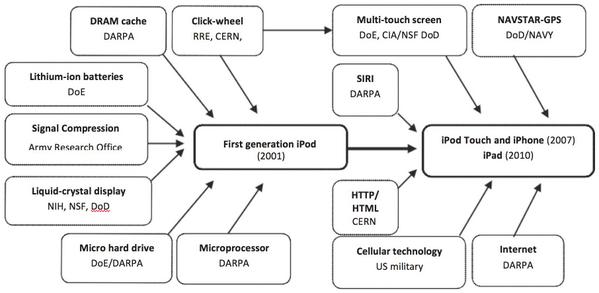 DRAM cache
DARPA
Click-wheel
RRE, CERN,
Multi-touch screen
DoE, CIA/NSF DoD
NAVSTAR-GPS
DoD/NAVY
Lithium-ion batteries
DoE
SIRI
DARPA
Signal Compression
Army Research Office
First generation iPod
(2001)
iPod Touch and iPhone (2007)
iPad (2010)
Liquid-crystal display
NIH, NSF, DoD
HTTP/
HTML
CERN
Micro hard drive
DoE/DARPA
Microprocessor
DARPA
Cellular technology
US military
Internet
DARPA